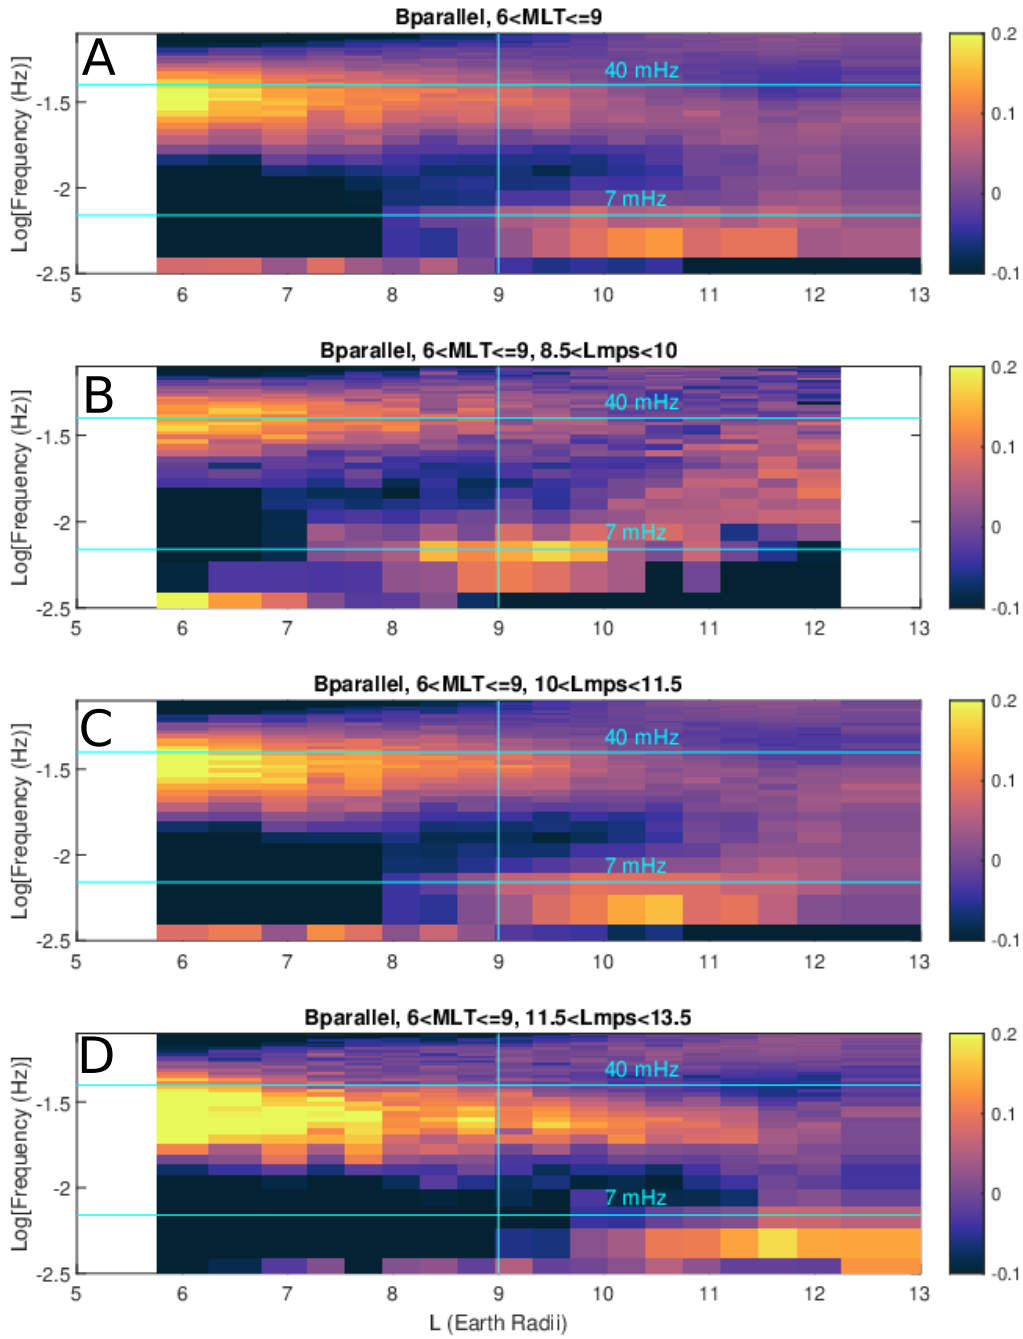 Bparallel, 6<MLT<=9
A
40 mHz
7 mHz
Log[Frequency (Hz)]
-1.5
-2
-2.5
5 6 7 8 9 10 11 12 13
0.2
0.1
0
-0.1
Bparallel, 6<MLT<=9, 8.5<Lmps<10
B
40 mHz
7 mHz
Log[Frequency (Hz)]
-1.5
-2
-2.5
5 6 7 8 9 10 11 12 13
0.2
0.1
0
-0.1
Bparallel, 6<MLT<=9, 10<Lmps<11.5
C
40 mHz
7 mHz
Log[Frequency (Hz)]
-1.5
-2
-2.5
5 6 7 8 9 10 11 12 13
0.2
0.1
0
-0.1
Bparallel, 6<MLT<=9, 11.5<Lmps<13.5
D
40 mHz
7 mHz
Log[Frequency (Hz)]
-1.5
-2
-2.5
5 6 7 8 9 10 11 12 13
0.2
0.1
0
-0.1
L (Earth Radii)